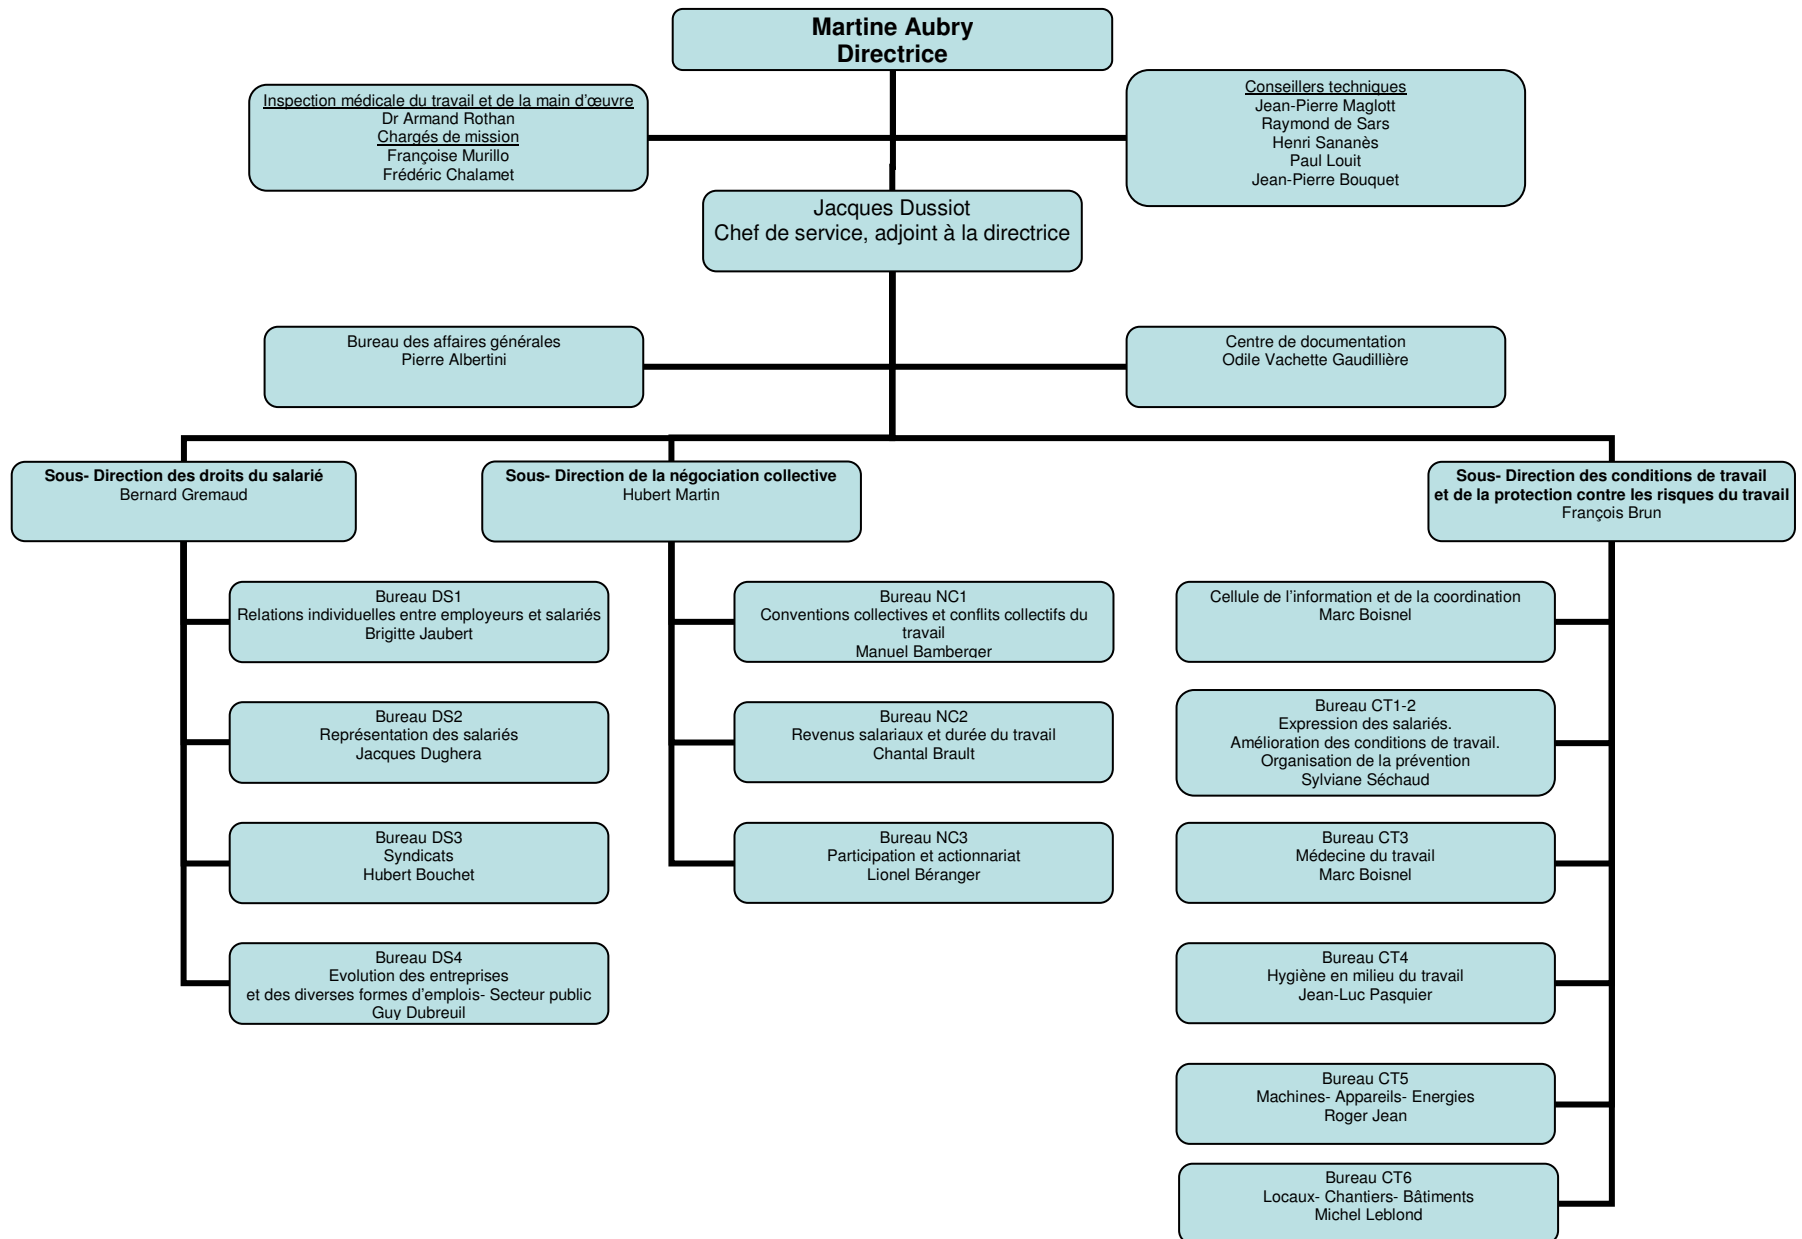 Martine Aubry
Directrice
Inspection médicale du travail et de la main d'œuvre
Dr Armand Rothan
Chargés de mission
Françoise Murillo
Frédéric Chalamet
Conseillers techniques
Jean-Pierre Maglott
Raymond de Sars
Henri Sananès
Paul Louit
Jean-Pierre Bouquet
Jacques Dussiot
Chef de service, adjoint à la directrice
Bureau des affaires générales
Pierre Albertini
Centre de documentation
Odile Vachette Gaudillière
Sous- Direction des droits du salarié
Bernard Gremaud
Sous- Direction de la négociation collective
Hubert Martin
Sous- Direction des conditions de travail
et de la protection contre les risques du travail
François Brun
Bureau DS1
Relations individuelles entre employeurs et salariés
Brigitte Jaubert
Bureau DS2
Représentation des salariés
Jacques Dughera
Bureau DS3
Syndicats
Hubert Bouchet
Bureau DS4
Evolution des entreprises
et des diverses formes d'emplois- Secteur public
Guy Dubreuil
Bureau NC1
Conventions collectives et conflits collectifs du
travail
Manuel Bamberger
Bureau NC2
Revenus salariaux et durée du travail
Chantal Brault
Bureau NC3
Participation et actionnariat
Lionel Béranger
Cellule de l'information et de la coordination
Marc Boisnel
Bureau CT1-2
Expression des salariés.
Amélioration des conditions de travail.
Organisation de la prévention
Sylviane Séchaud
Bureau CT3
Médecine du travail
Marc Boisnel
Bureau CT4
Hygiène en milieu du travail
Jean-Luc Pasquier
Bureau CT5
Machines- Appareils- Energies
Roger Jean
Bureau CT6
Locaux- Chantiers- Bâtiments
Michel Leblond